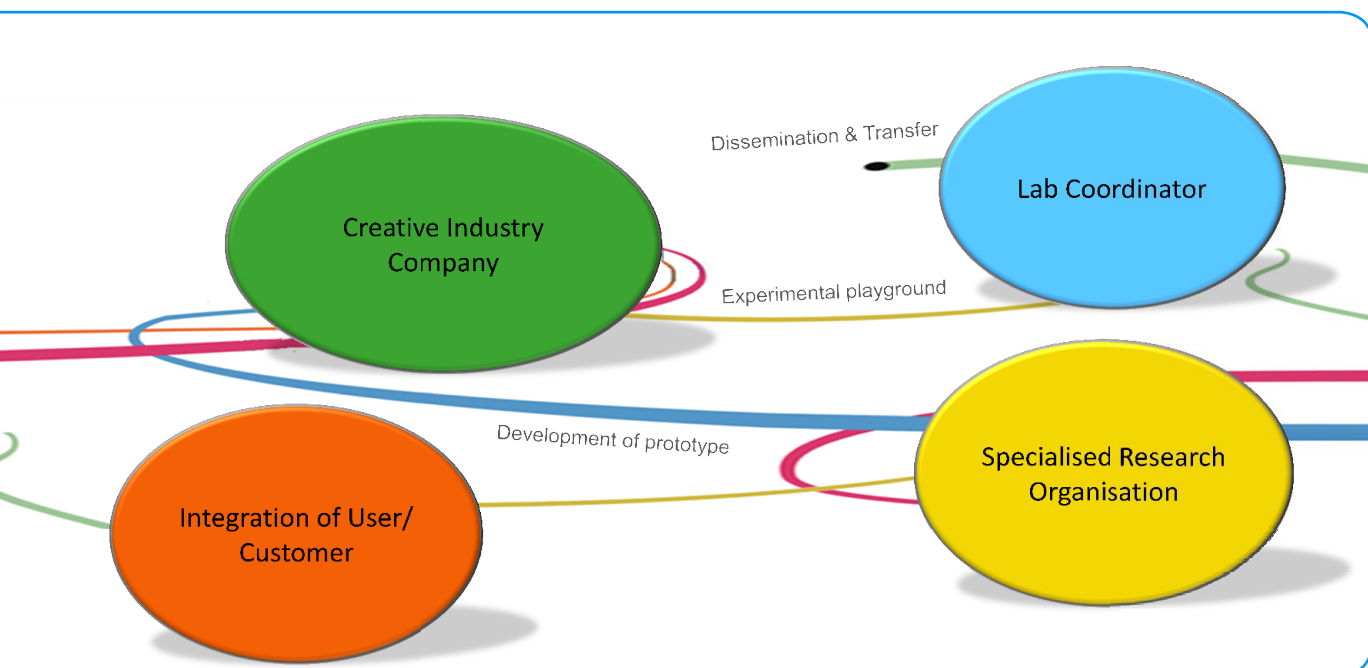 Dissemination & Transfer
Lab Coordinator
Creative Industry
Company
Experimental playground
Development of prototype
Specialised Research
Organisation
Integration of User/
Customer